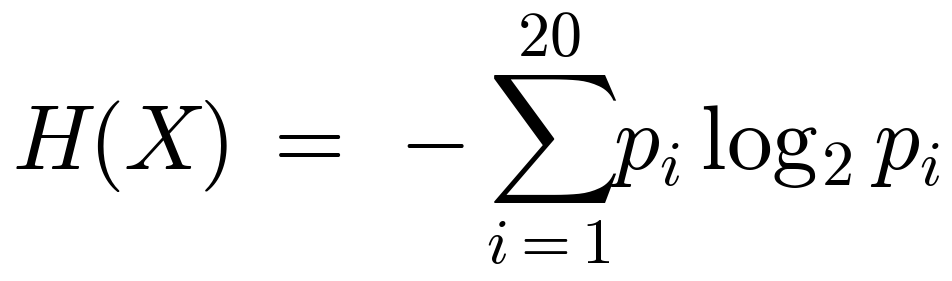 H(X) = −∑_{i=1}^{20} p_i log_2 p_i